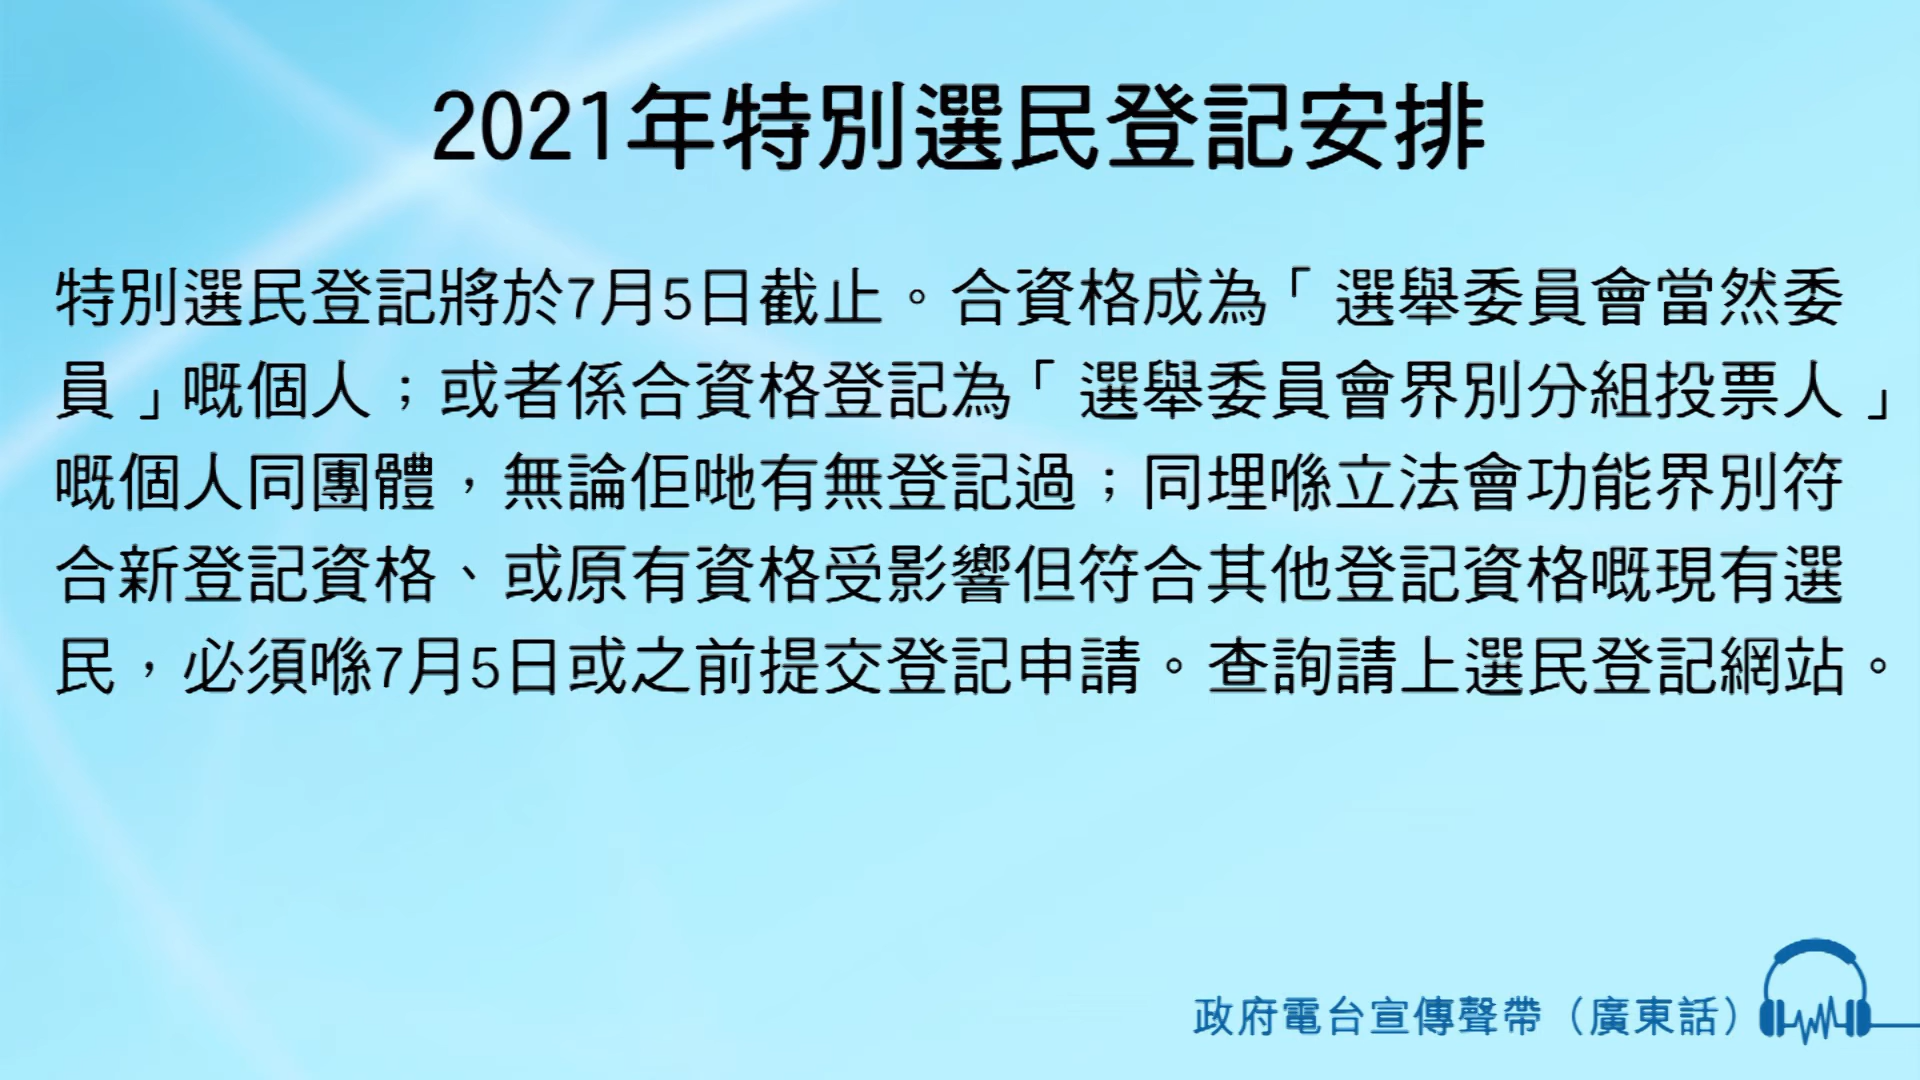 2021年特別選民登記安排
特別選民登記將於7月5日截止。合資格成為「選舉委員會當然委
員」嘅個人；或者係合資格登記為「選舉委員會界別分組投票人」
嘅個人同團體，無論佢哋有無登記過；同埋喺立法會功能界別符
合新登記資格、或原有資格受影響但符合其他登記資格嘅現有選
民，必須喺7月5日或之前提交登記申請。查詢請上選民登記網站。
政府電台宣傳聲帶（廣東話）